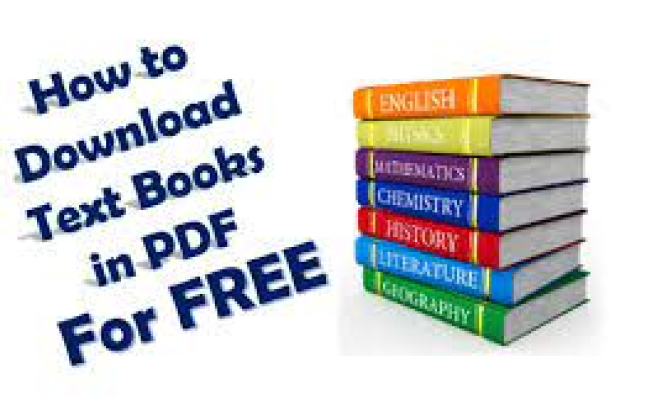 How to
Download
Text Books
in PDF
For FREE
ENGLISH
PHYSICS
MATHEMATICS
CHEMISTRY
HISTORY
LITERATURE
GEOGRAPHY